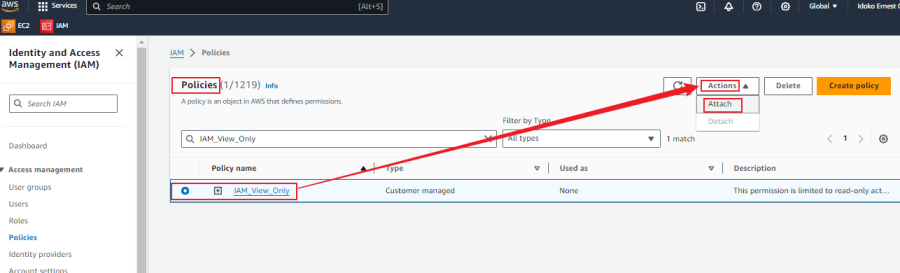 aws
Services
Search
[Alt+S]
Global
Idoko Ernest
EC2
IAM
Identity and Access
Management (IAM)
Search IAM
Dashboard
Access management
User groups
Users
Roles
Policies
Identity providers
Account settings
IAM > Policies
Policies (1/1219) Info
A policy is an object in AWS that defines permissions.
Actions
Delete
Create policy
Attach
Detach
Filter by Type
IAM_View_Only
All types
1 match
1
Policy name
Type
Used as
Description
IAM_View_Only
Customer managed
None
This permission is limited to read-only act...